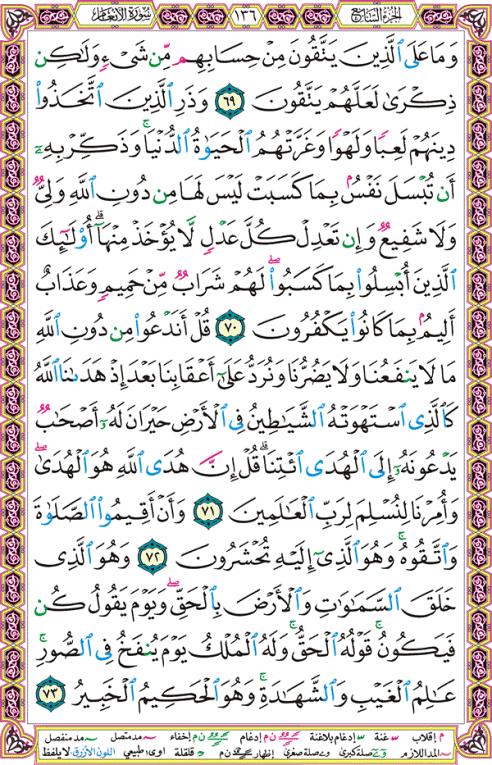 الجزء السابع
١٣٦
سورة الأنعام
وَمَا عَلَى ٱلَّذِينَ يَتَّقُونَ مِنْ حِسَابِهِم مِّن شَىْءٍ وَلَٰكِن
ذِكْرَىٰ لَعَلَّهُمْ يَتَّقُونَ ٦٩ وَذَرِ ٱلَّذِينَ ٱتَّخَذُوا۟
دِينَهُمْ لَعِبًا وَلَهْوًا وَغَرَّتْهُمُ ٱلْحَيَوٰةُ ٱلدُّنْيَا ۚ وَذَكِّرْ بِهِۦٓ
أَن تُبْسَلَ نَفْسٌۢ بِمَا كَسَبَتْ لَيْسَ لَهَا مِن دُونِ ٱللَّهِ وَلِىٌّ
وَلَا شَفِيعٌ وَإِن تَعْدِلْ كُلَّ عَدْلٍ لَّا يُؤْخَذْ مِنْهَآ ۗ أُو۟لَٰٓئِكَ
ٱلَّذِينَ أُبْسِلُوا۟ بِمَا كَسَبُوا۟ ۖ لَهُمْ شَرَابٌ مِّنْ حَمِيمٍ وَعَذَابٌ
أَلِيمٌۢ بِمَا كَانُوا۟ يَكْفُرُونَ ٧٠ قُلْ أَنَدْعُوا۟ مِن دُونِ ٱللَّهِ
مَا لَا يَنفَعُنَا وَلَا يَضُرُّنَا وَنُرَدُّ عَلَىٰٓ أَعْقَابِنَا بَعْدَ إِذْ هَدَىٰنَا ٱللَّهُ
كَٱلَّذِى ٱسْتَهْوَتْهُ ٱلشَّيَٰطِينُ فِى ٱلْأَرْضِ حَيْرَانَ لَهُۥٓ أَصْحَٰبٌ
يَدْعُونَهُۥٓ إِلَى ٱلْهُدَى ٱئْتِنَا ۗ قُلْ إِنَّ هُدَى ٱللَّهِ هُوَ ٱلْهُدَىٰ ۖ
وَأُمِرْنَا لِنُسْلِمَ لِرَبِّ ٱلْعَٰلَمِينَ ٧١ وَأَنْ أَقِيمُوا۟ ٱلصَّلَوٰةَ
وَٱتَّقُوهُ ۚ وَهُوَ ٱلَّذِىٓ إِلَيْهِ تُحْشَرُونَ ٧٢ وَهُوَ ٱلَّذِى
خَلَقَ ٱلسَّمَٰوَٰتِ وَٱلْأَرْضَ بِٱلْحَقِّ ۖ وَيَوْمَ يَقُولُ كُن
فَيَكُونُ ۚ قَوْلُهُ ٱلْحَقُّ ۚ وَلَهُ ٱلْمُلْكُ يَوْمَ يُنفَخُ فِى ٱلصُّورِ ۚ
عَٰلِمُ ٱلْغَيْبِ وَٱلشَّهَٰدَةِ ۚ وَهُوَ ٱلْحَكِيمُ ٱلْخَبِيرُ ٧٣
م إقلاب س غنة إدغام بلاغنة ن م إدغام ن م إخفاء مد متصل مد منفصل
المد اللازم صلة كبرى صلة صغرى إظهار ن م قلقلة اوى طبيعي اللون الأزرق لا يلفظ